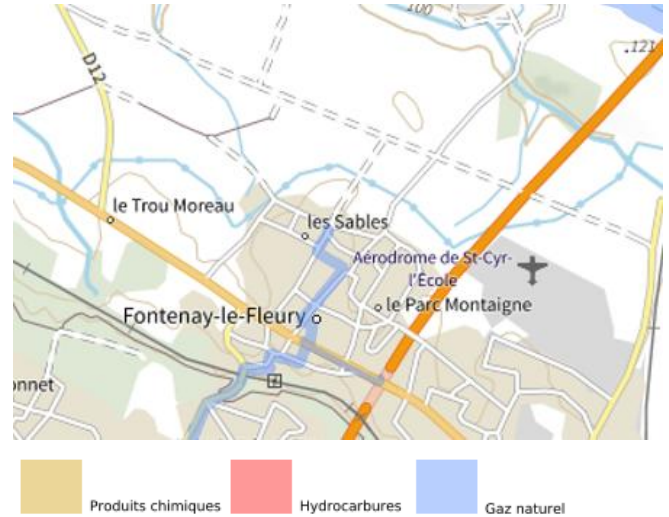 100
.121
D12
le Trou Moreau
les Sables
Aérodrome de St-Cyr-
l'École
le Parc Montaigne
Fontenay-le-Fleury
onnet
Produits chimiques
Hydrocarbures
Gaz naturel